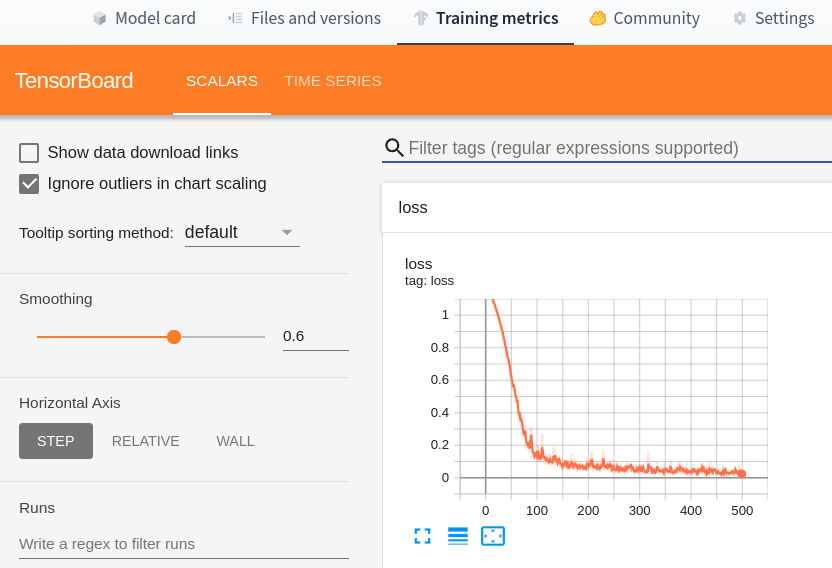 Model card Files and versions Training metrics Community Settings
TensorBoard SCALARS TIME SERIES
Show data download links
Ignore outliers in chart scaling
Tooltip sorting method: default
Smoothing
0.6
Horizontal Axis
STEP RELATIVE WALL
Runs
Write a regex to filter runs
Filter tags (regular expressions supported)
loss
loss
tag: loss
1
0.8
0.6
0.4
0.2
0
0 100 200 300 400 500